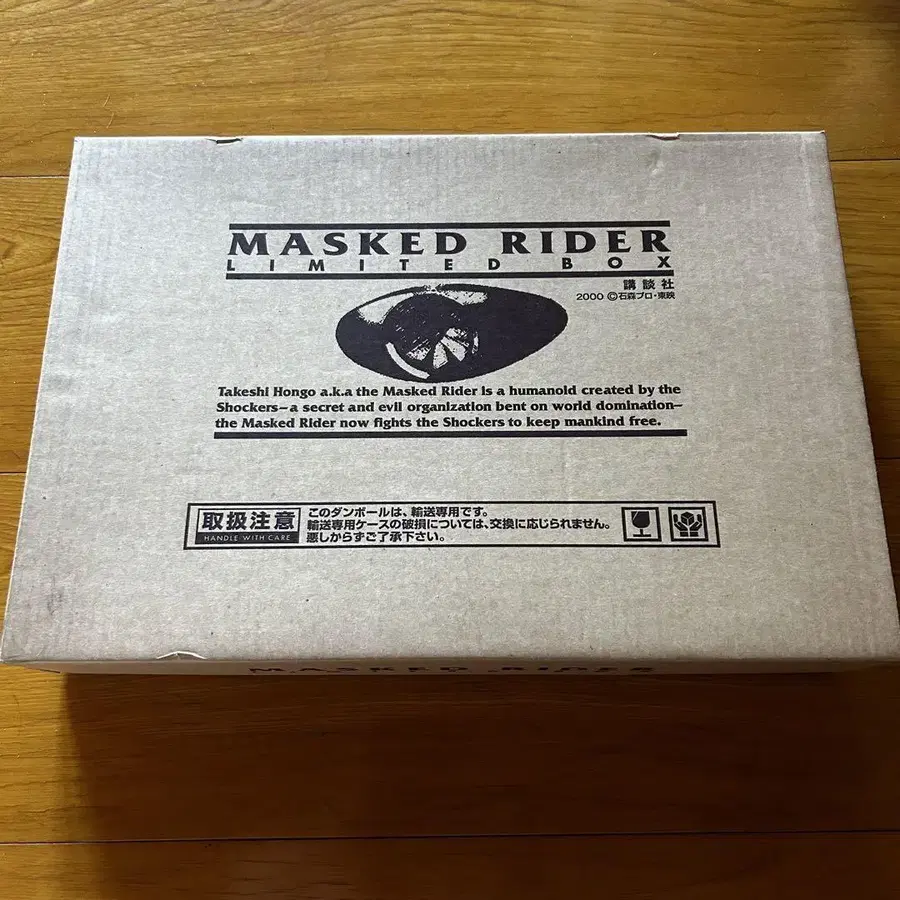 MASKED RIDER
LIMITED BOX
講談社
2000 ©石森プロ・東映
Takeshi Hongo a.k.a the Masked Rider is a humanoid created by the
Shockers–a secret and evil organization bent on world domination–
the Masked Rider now fights the Shockers to keep mankind free.
取扱注意
HANDLE WITH CARE
このダンボールは、輸送専用です。
輸送専用ケースの破損については、交換に応じられません。
悪しからずご了承下さい。
MASKED RIDER